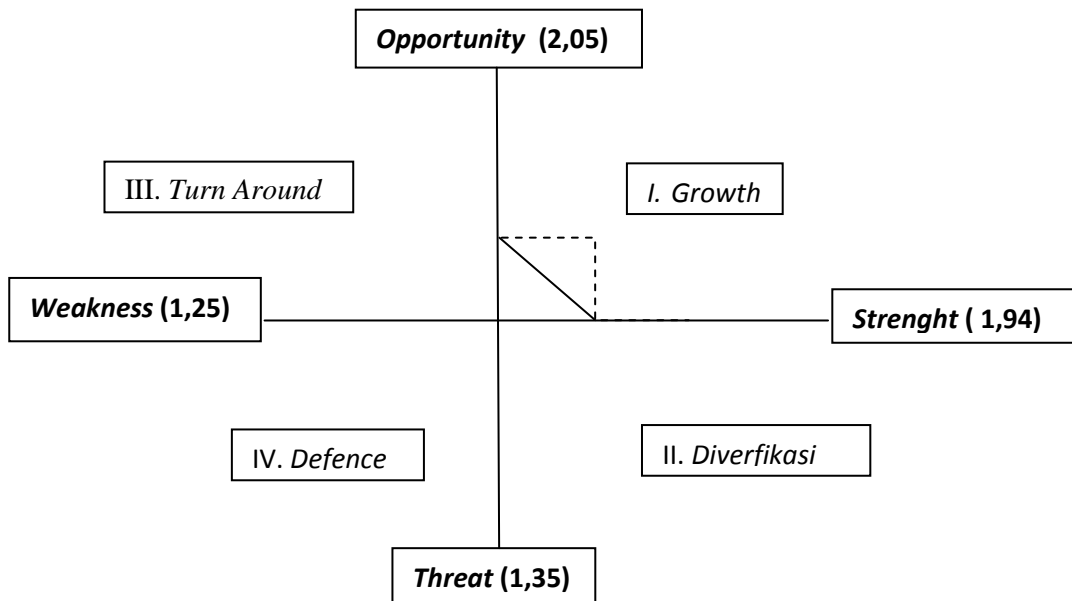 Opportunity (2,05)
III. Turn Around
I. Growth
Weakness (1,25)
Strenght ( 1,94)
IV. Defence
II. Diverfikasi
Threat (1,35)